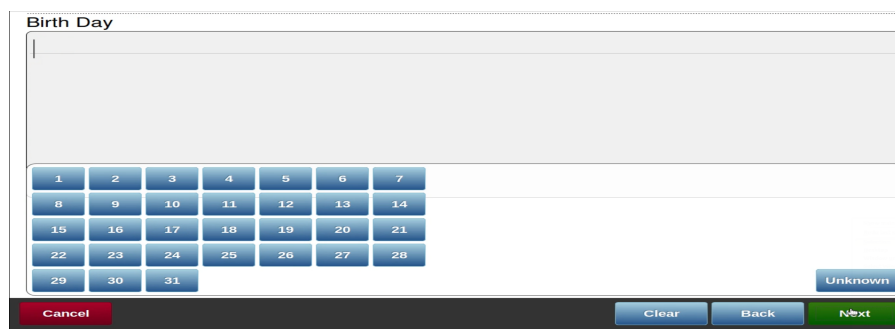 Birth Day
1 2 3 4 5 6 7
8 9 10 11 12 13 14
15 16 17 18 19 20 21
22 23 24 25 26 27 28
29 30 31 Unknown
Cancel Clear Back Next